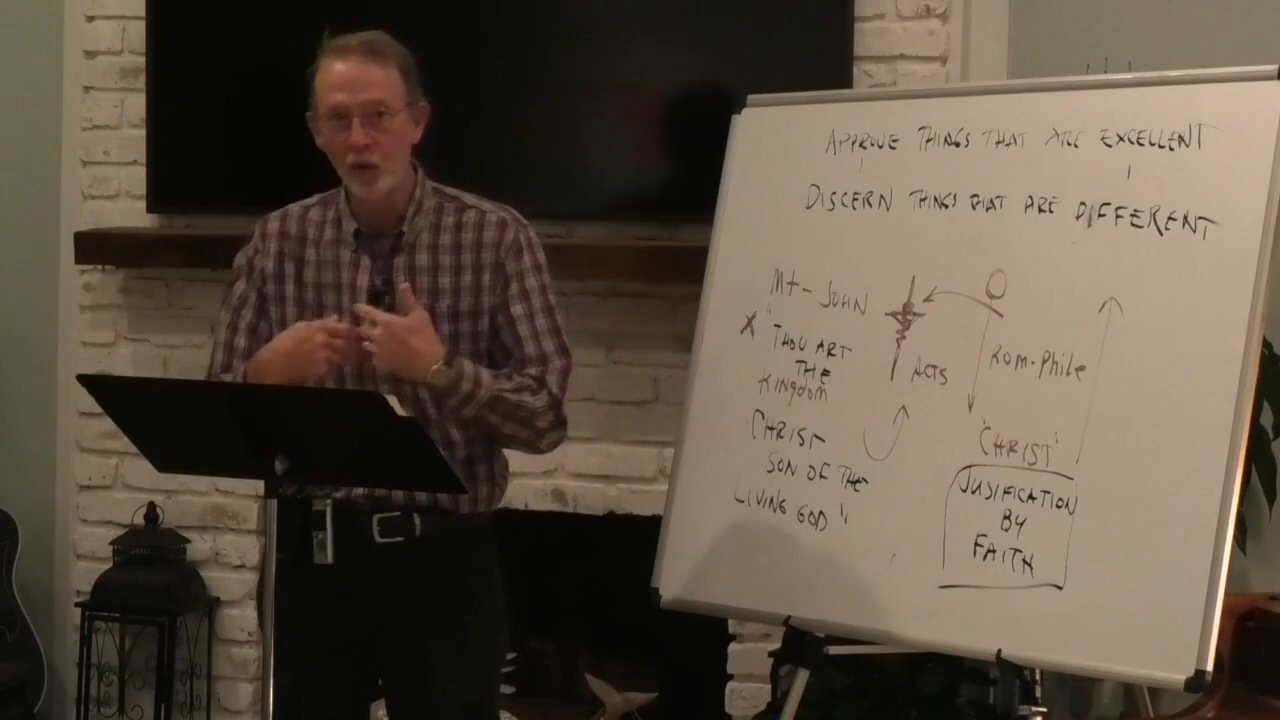 APPROVE THINGS THAT ARE EXCELLENT
DISCERN THINGS THAT ARE DIFFERENT
Mt - JOHN
"THOU ART
THE
KINGDOM
CHRIST
SON OF THE
LIVING GOD"
ACTS
ROM-Phile
"CHRIST"
JUSIFICATION
BY
FAITH